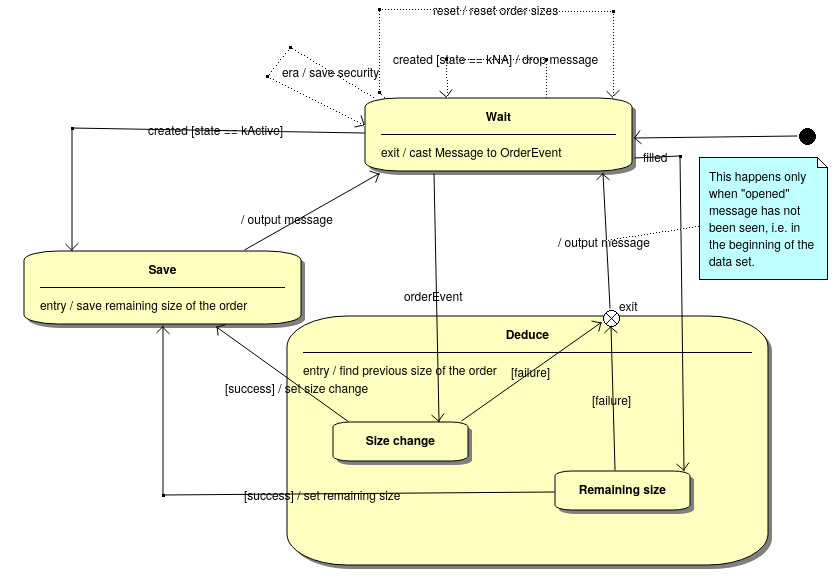 reset / reset order sizes
created [state == kNA] / drop message
era / save security
Wait
created [state == kActive]
exit / cast Message to OrderEvent
filled
This happens only
when "opened"
message has not
been seen, i.e. in
the beginning of the
data set.
/ output message
/ output message
Save
entry / save remaining size of the order
orderEvent
exit
Deduce
entry / find previous size of the order
[failure]
[success] / set size change
[failure]
Size change
Remaining size
[success] / set remaining size